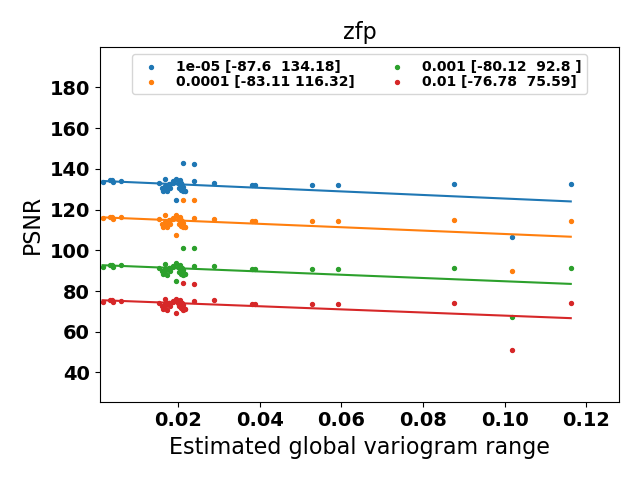 zfp
1e-05 [-87.6  134.18]
0.0001 [-83.11 116.32]
0.001 [-80.12  92.8 ]
0.01 [-76.78  75.59]
PSNR
180
160
140
120
100
80
60
40
0.02 0.04 0.06 0.08 0.10 0.12
Estimated global variogram range